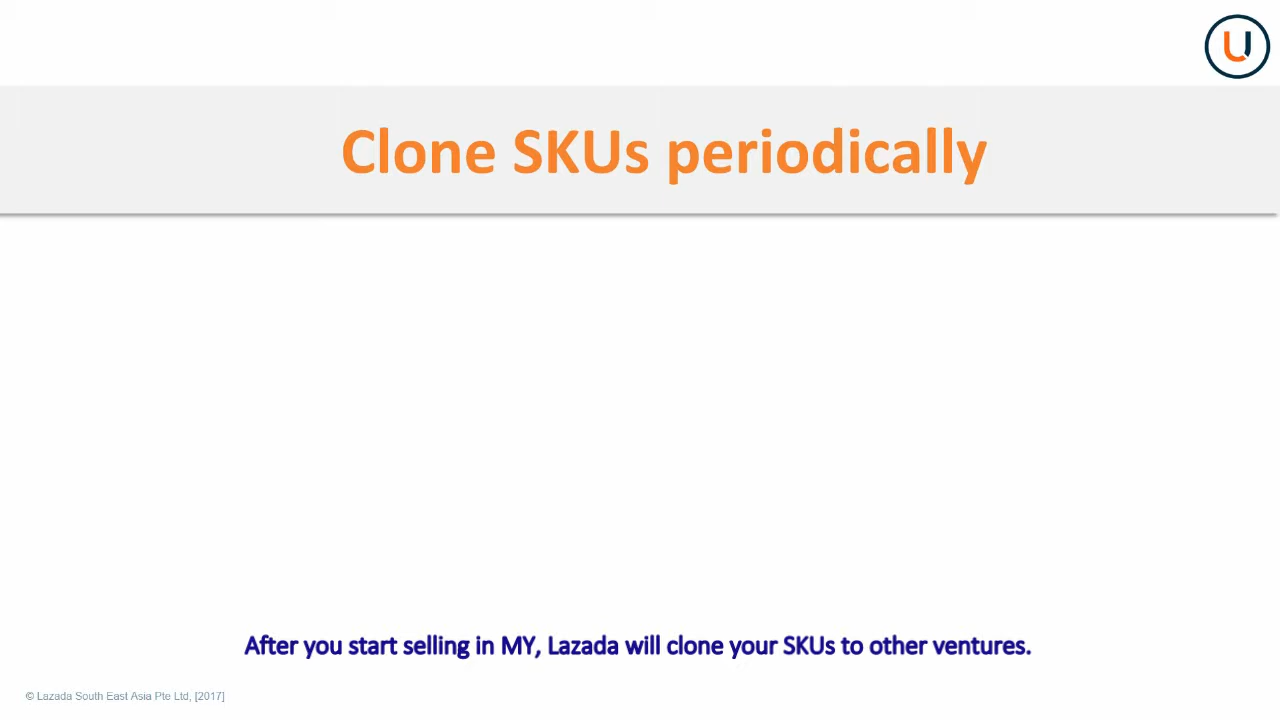 Clone SKUs periodically
After you start selling in MY, Lazada will clone your SKUs to other ventures.
© Lazada South East Asia Pte Ltd, [2017]